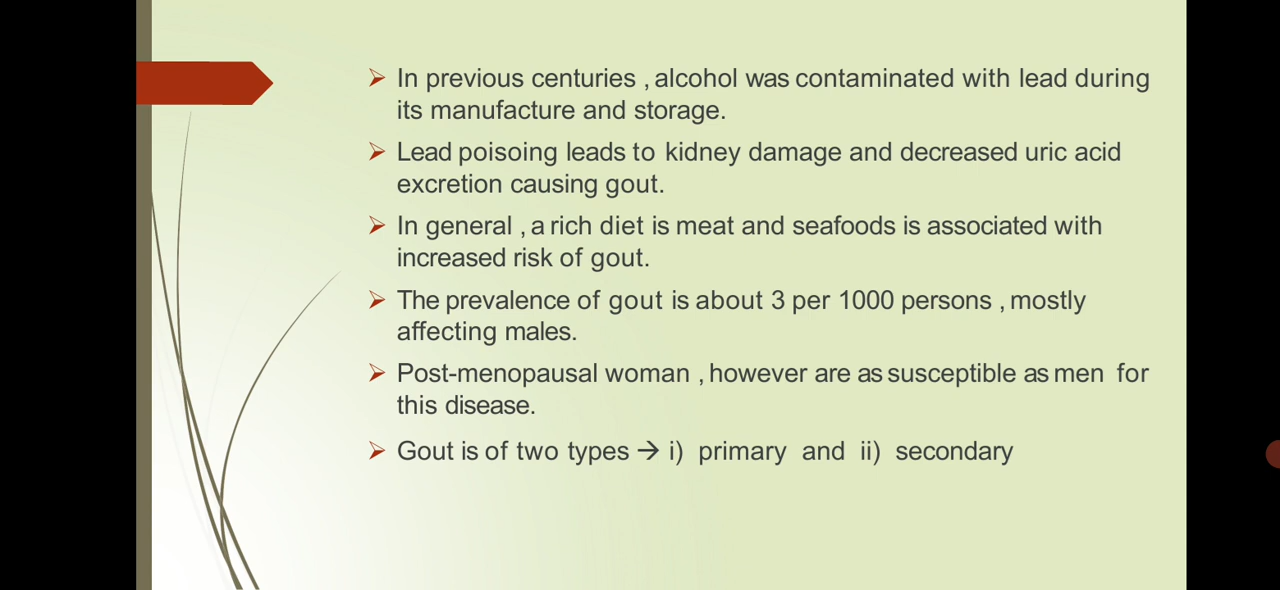 In previous centuries , alcohol was contaminated with lead during
its manufacture and storage.
Lead poisoing leads to kidney damage and decreased uric acid
excretion causing gout.
In general , a rich diet is meat and seafoods is associated with
increased risk of gout.
The prevalence of gout is about 3 per 1000 persons , mostly
affecting males.
Post-menopausal woman , however are as susceptible as men for
this disease.
Gout is of two types → i) primary and ii) secondary